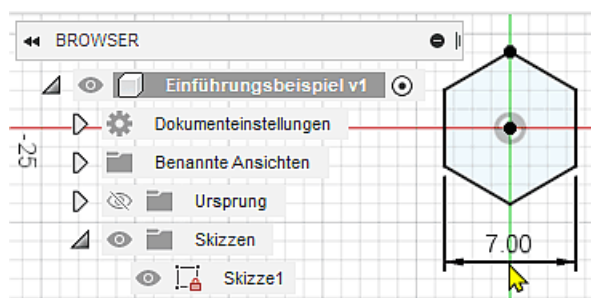 BROWSER
Einführungsbeispiel v1
Dokumenteinstellungen
-25
Benannte Ansichten
Ursprung
Skizzen
7.00
Skizze1